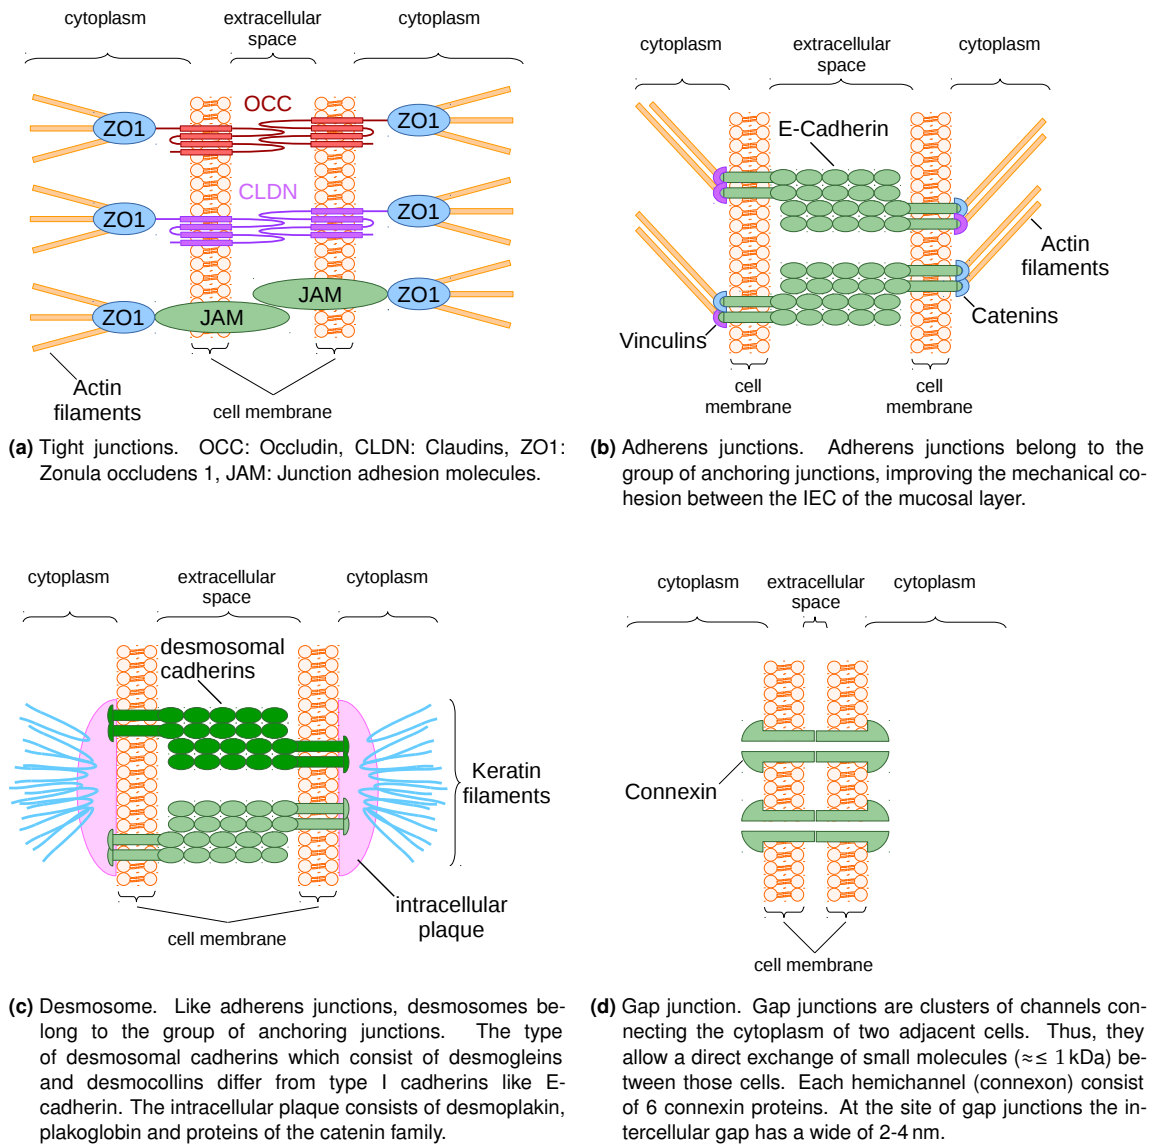 cytoplasm
extracellular
space
cytoplasm
OCC
ZO1
ZO1
CLDN
ZO1
ZO1
JAM
ZO1
ZO1
JAM
Actin
filaments
cell membrane
(a) Tight junctions. OCC: Occludin, CLDN: Claudins, ZO1:
Zonula occludens 1, JAM: Junction adhesion molecules.
cytoplasm
extracellular
space
cytoplasm
E-Cadherin
Actin
filaments
Vinculins
Catenins
cell
membrane
cell
membrane
(b) Adherens junctions. Adherens junctions belong to the
group of anchoring junctions, improving the mechanical co-
hesion between the IEC of the mucosal layer.
cytoplasm
extracellular
space
cytoplasm
desmosomal
cadherins
Keratin
filaments
intracellular
plaque
cell membrane
(c) Desmosome. Like adherens junctions, desmosomes be-
long to the group of anchoring junctions. The type
of desmosomal cadherins which consist of desmogleins
and desmocollins differ from type I cadherins like E-
cadherin. The intracellular plaque consists of desmoplakin,
plakoglobin and proteins of the catenin family.
cytoplasm
extracellular
space
cytoplasm
Connexin
cell membrane
(d) Gap junction. Gap junctions are clusters of channels con-
necting the cytoplasm of two adjacent cells. Thus, they
allow a direct exchange of small molecules (≈≤ 1 kDa) be-
tween those cells. Each hemichannel (connexon) consist
of 6 connexin proteins. At the site of gap junctions the in-
tercellular gap has a wide of 2-4 nm.